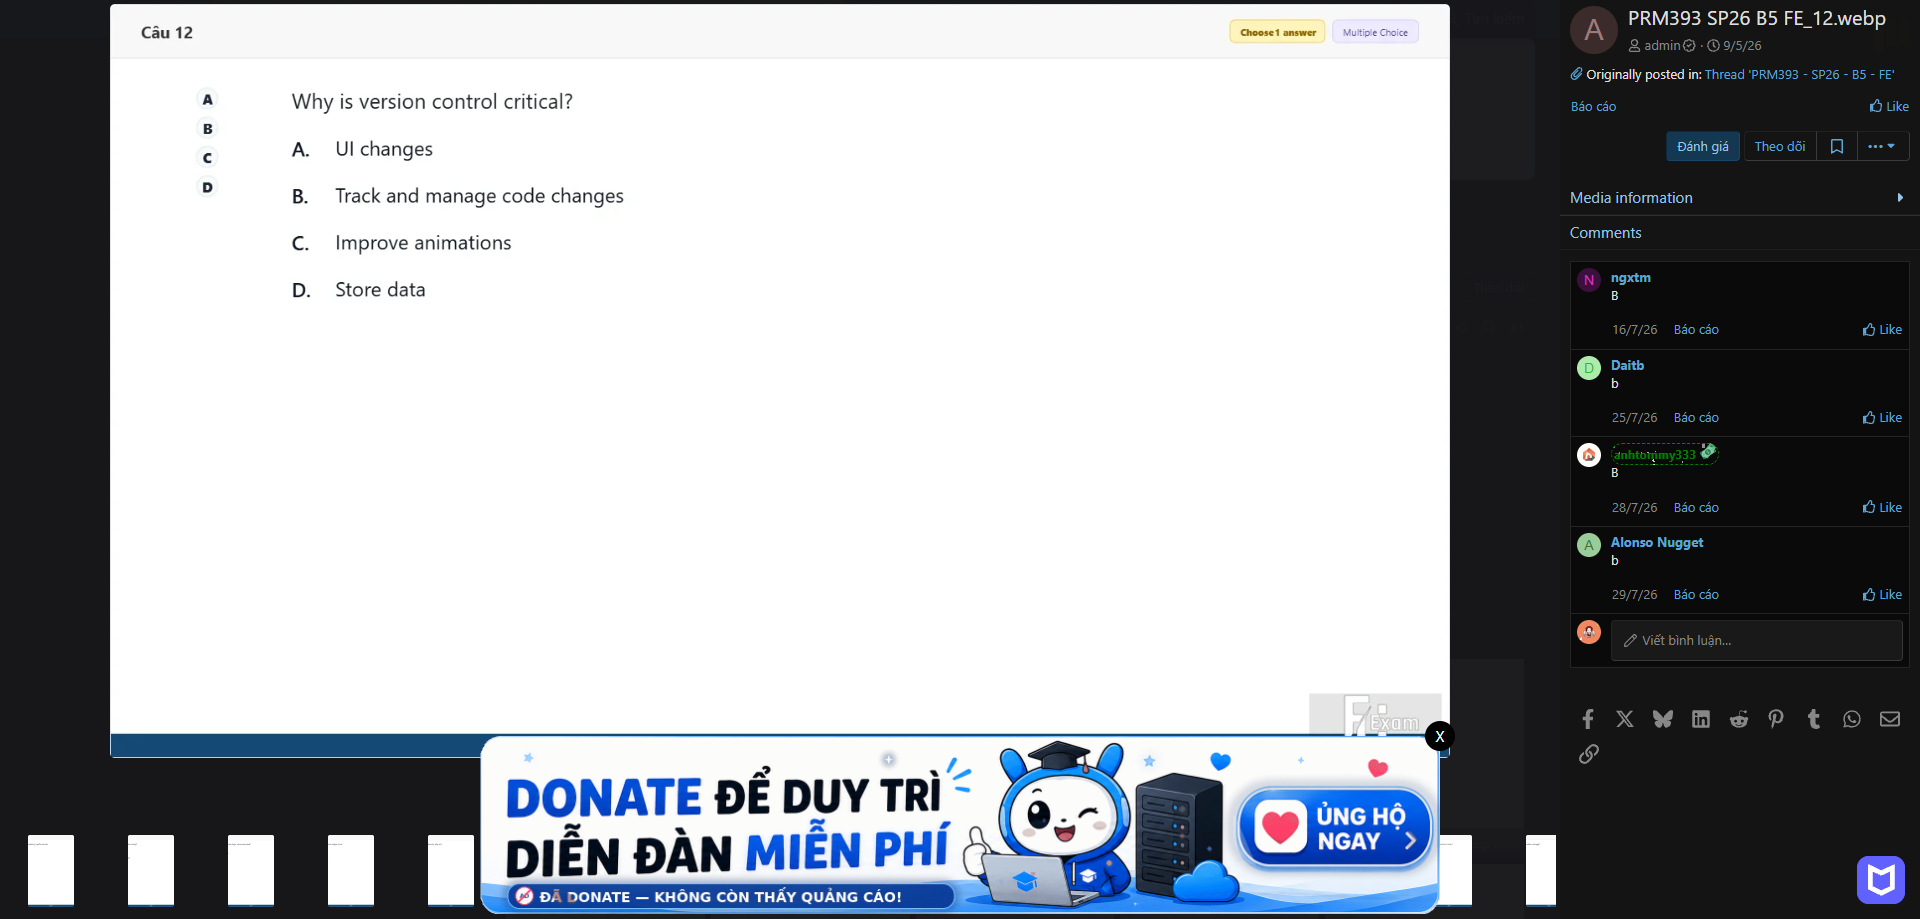 Câu 12
Choose 1 answer
Multiple Choice
A
B
C
D
Why is version control critical?
A. UI changes
B. Track and manage code changes
C. Improve animations
D. Store data
Exam
X
DONATE ĐỂ DUY TRÌ
DIỄN ĐÀN MIỄN PHÍ
ĐÃ DONATE — KHÔNG CÒN THẤY QUẢNG CÁO!
ỦNG HỘ
NGAY
A
PRM393 SP26 B5 FE_12.webp
admin · 9/5/26
Originally posted in: Thread 'PRM393 - SP26 - B5 - FE'
Báo cáo
Like
Đánh giá
Theo dõi
Media information
Comments
N
ngxtm
B
16/7/26 Báo cáo Like
D
Daitb
b
25/7/26 Báo cáo Like
anhtommy333
B
28/7/26 Báo cáo Like
A
Alonso Nugget
b
29/7/26 Báo cáo Like
Viết bình luận...